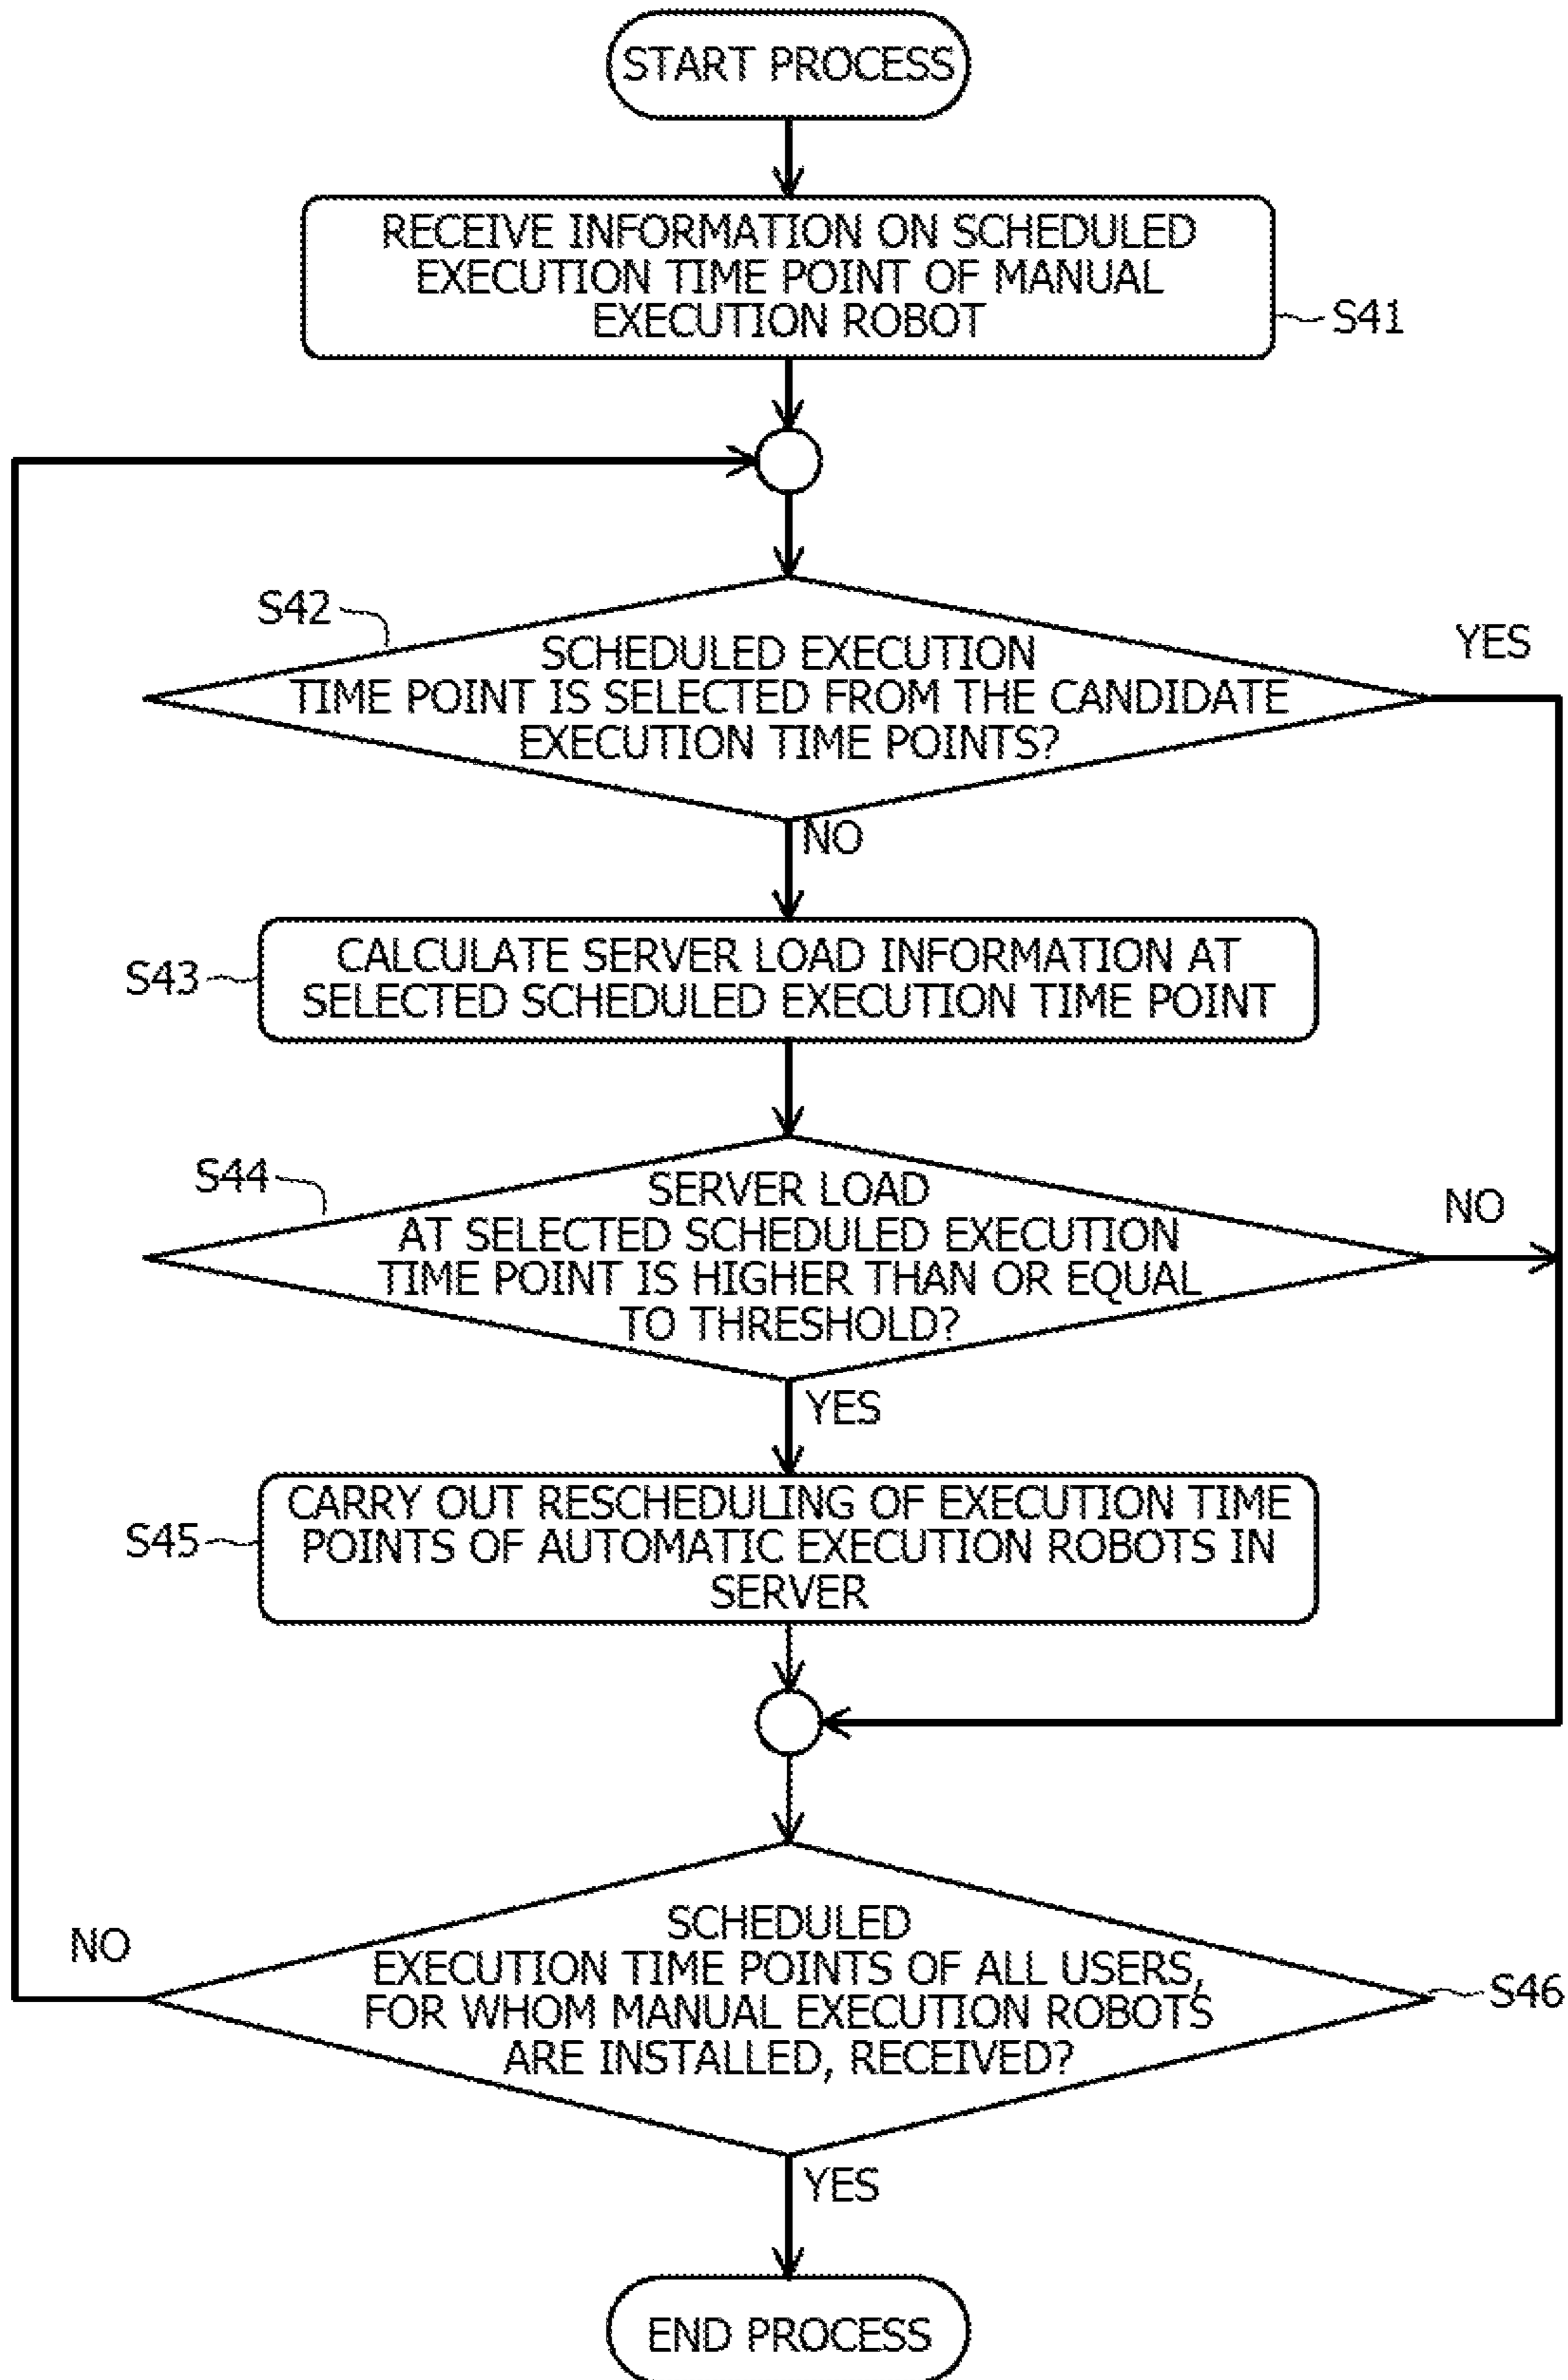 START PROCESS
RECEIVE INFORMATION ON SCHEDULED
EXECUTION TIME POINT OF MANUAL
EXECUTION ROBOT
S41
S42
SCHEDULED EXECUTION
TIME POINT IS SELECTED FROM THE CANDIDATE
EXECUTION TIME POINTS?
YES
NO
S43
CALCULATE SERVER LOAD INFORMATION AT
SELECTED SCHEDULED EXECUTION TIME POINT
S44
SERVER LOAD
AT SELECTED SCHEDULED EXECUTION
TIME POINT IS HIGHER THAN OR EQUAL
TO THRESHOLD?
NO
YES
S45
CARRY OUT RESCHEDULING OF EXECUTION TIME
POINTS OF AUTOMATIC EXECUTION ROBOTS IN
SERVER
NO
SCHEDULED
EXECUTION TIME POINTS OF ALL USERS,
FOR WHOM MANUAL EXECUTION ROBOTS
ARE INSTALLED, RECEIVED?
S46
YES
END PROCESS